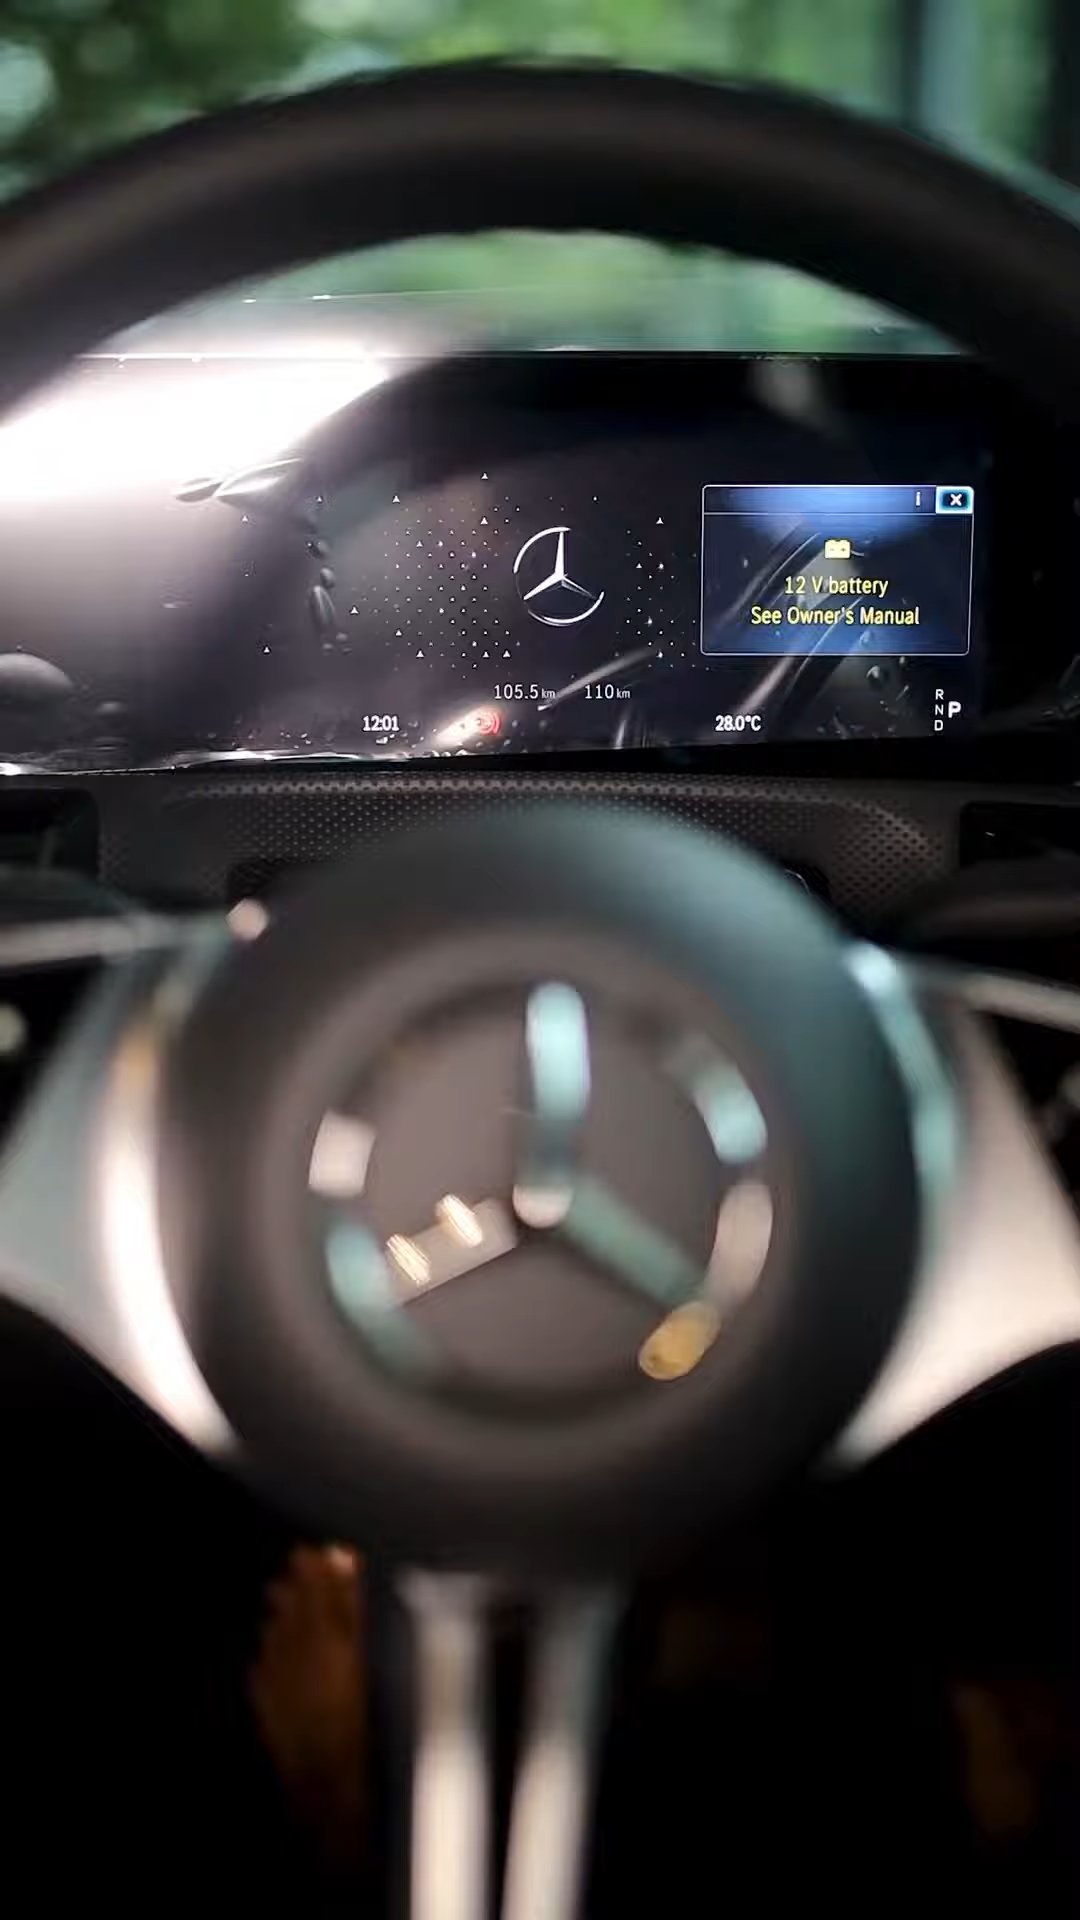 i X
12 V battery
See Owner's Manual
105.5 km 110 km
12:01
28.0°C
R
N P
D